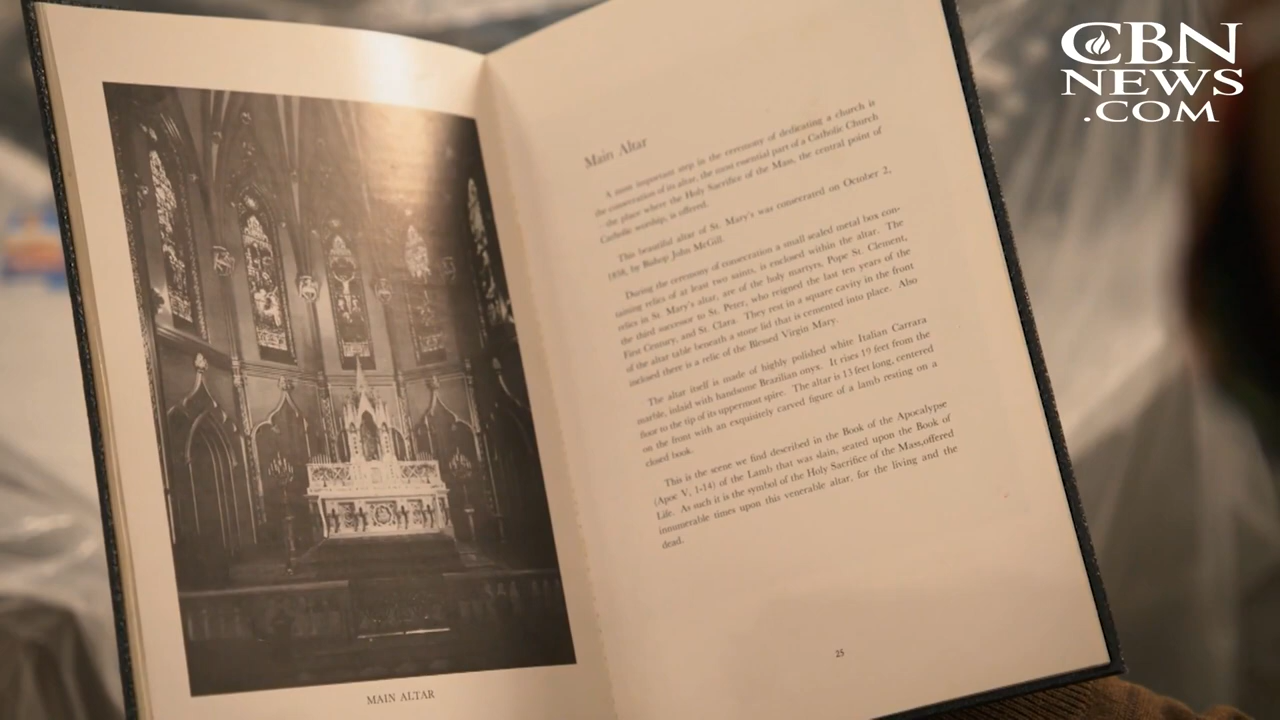 CBN
NEWS
.COM
MAIN ALTAR
Main Altar
A most important step in the ceremony of dedicating a church is
the consecration of its altar, the most essential part of a Catholic Church
- the place where the Holy Sacrifice of the Mass, the central point of
Catholic worship, is offered.
This beautiful altar of St. Mary's was consecrated on October 2,
1858, by Bishop John McGill.
During the ceremony of consecration a small sealed metal box con-
taining relics of at least two saints, is enclosed within the altar. The
relics in St. Mary's altar, are of the holy martyrs, Pope St. Clement,
the third successor to St. Peter, who reigned the last ten years of the
First Century, and St. Clara. They rest in a square cavity in the front
of the altar table beneath a stone lid that is cemented into place. Also
inclosed there is a relic of the Blessed Virgin Mary.
The altar itself is made of highly polished white Italian Carrara
marble, inlaid with handsome Brazilian onyx. It rises 19 feet from the
floor to the tip of its uppermost spire. The altar is 13 feet long, centered
on the front with an exquisitely carved figure of a lamb resting on a
closed book.
This is the scene we find described in the Book of the Apocalypse
(Apoc V, 1-14) of the Lamb that was slain, seated upon the Book of
Life. As such it is the symbol of the Holy Sacrifice of the Mass,offered
innumerable times upon this venerable altar, for the living and the
dead.
25